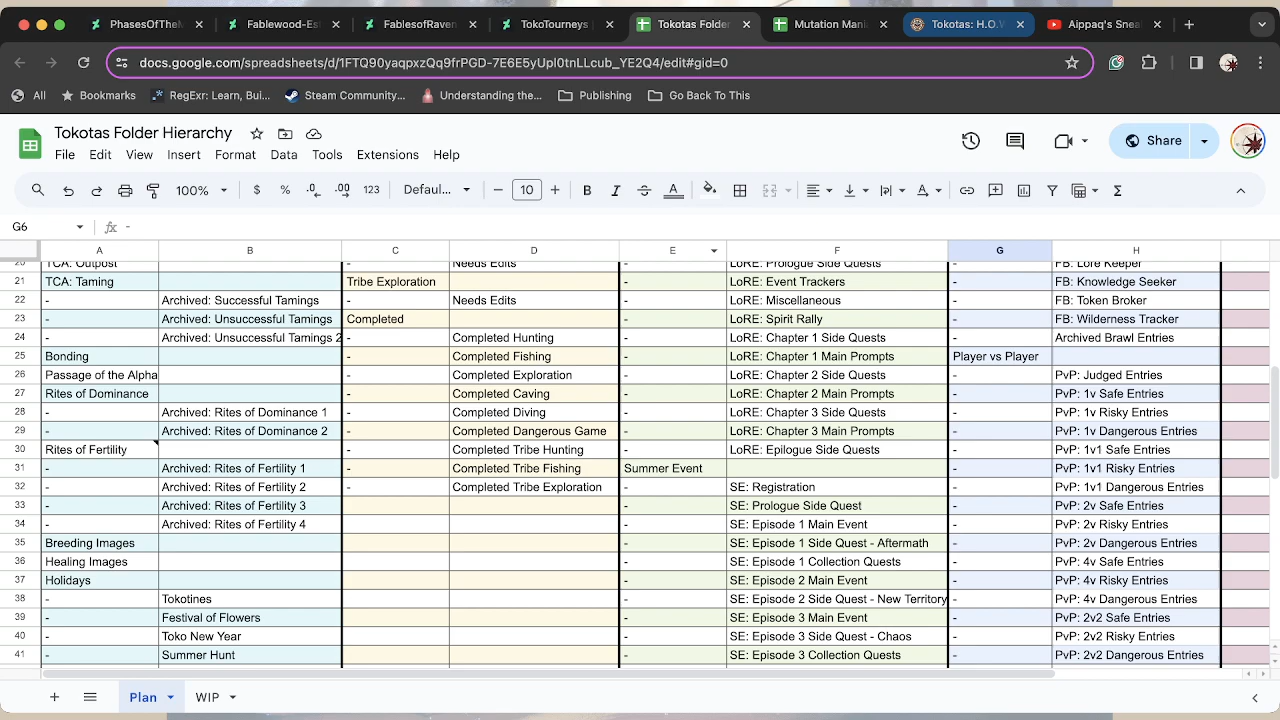 PhasesOfTheM
Fablewood-Es
FablesofRaven
TokoTourneys
Tokotas Folder
Mutation Mani
Tokotas: H.O.W
Aippaq's Snea
docs.google.com/spreadsheets/d/1FTQ90yaqpxzQq9frPGD-7E6E5yUpl0tnLLcub_YE2Q4/edit#gid=0
All Bookmarks RegExr: Learn, Bui... Steam Community... Understanding the... Publishing Go Back To This
Tokotas Folder Hierarchy
File Edit View Insert Format Data Tools Extensions Help
Share
100% $ % .0 .00 123 Defaul... 10 B I
G6 fx -
A B C D E F G H
20 TCA: Outpost - Needs Edits - LoRE: Prologue Side Quests - FB: Lore Keeper
21 TCA: Taming Tribe Exploration - LoRE: Event Trackers - FB: Knowledge Seeker
22 - Archived: Successful Tamings - Needs Edits - LoRE: Miscellaneous - FB: Token Broker
23 - Archived: Unsuccessful Tamings Completed - LoRE: Spirit Rally - FB: Wilderness Tracker
24 - Archived: Unsuccessful Tamings 2 - Completed Hunting - LoRE: Chapter 1 Side Quests - Archived Brawl Entries
25 Bonding - Completed Fishing - LoRE: Chapter 1 Main Prompts Player vs Player
26 Passage of the Alpha - Completed Exploration - LoRE: Chapter 2 Side Quests - PvP: Judged Entries
27 Rites of Dominance - Completed Caving - LoRE: Chapter 2 Main Prompts - PvP: 1v Safe Entries
28 - Archived: Rites of Dominance 1 - Completed Diving - LoRE: Chapter 3 Side Quests - PvP: 1v Risky Entries
29 - Archived: Rites of Dominance 2 - Completed Dangerous Game - LoRE: Chapter 3 Main Prompts - PvP: 1v Dangerous Entries
30 Rites of Fertility - Completed Tribe Hunting - LoRE: Epilogue Side Quests - PvP: 1v1 Safe Entries
31 - Archived: Rites of Fertility 1 - Completed Tribe Fishing Summer Event - PvP: 1v1 Risky Entries
32 - Archived: Rites of Fertility 2 - Completed Tribe Exploration - SE: Registration - PvP: 1v1 Dangerous Entries
33 - Archived: Rites of Fertility 3 - SE: Prologue Side Quest - PvP: 2v Safe Entries
34 - Archived: Rites of Fertility 4 - SE: Episode 1 Main Event - PvP: 2v Risky Entries
35 Breeding Images - SE: Episode 1 Side Quest - Aftermath - PvP: 2v Dangerous Entries
36 Healing Images - SE: Episode 1 Collection Quests - PvP: 4v Safe Entries
37 Holidays - SE: Episode 2 Main Event - PvP: 4v Risky Entries
38 - Tokotines - SE: Episode 2 Side Quest - New Territory - PvP: 4v Dangerous Entries
39 - Festival of Flowers - SE: Episode 3 Main Event - PvP: 2v2 Safe Entries
40 - Toko New Year - SE: Episode 3 Side Quest - Chaos - PvP: 2v2 Risky Entries
41 - Summer Hunt - SE: Episode 3 Collection Quests - PvP: 2v2 Dangerous Entries
Plan WIP